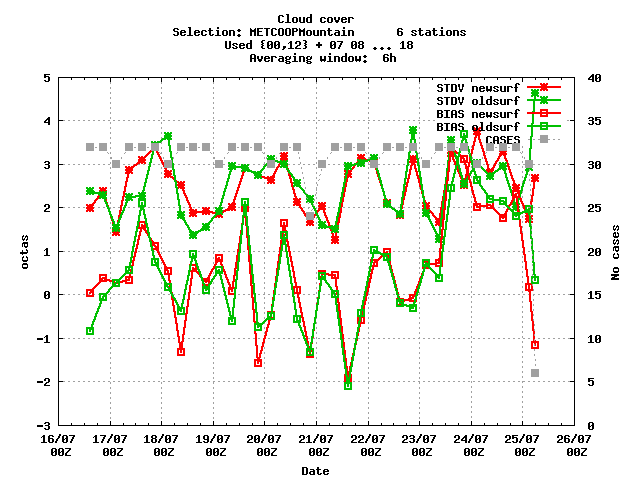 Cloud cover
Selection: METCOOPMountain      6 stations
Used {00,12} + 07 08 ... 18
Averaging window:  6h
STDV newsurf
STDV oldsurf
BIAS newsurf
BIAS oldsurf
CASES
5
4
3
2
1
0
-1
-2
-3
octas
40
35
30
25
20
15
10
5
0
No cases
16/07 17/07 18/07 19/07 20/07 21/07 22/07 23/07 24/07 25/07 26/07
00Z 00Z 00Z 00Z 00Z 00Z 00Z 00Z 00Z 00Z 00Z
Date